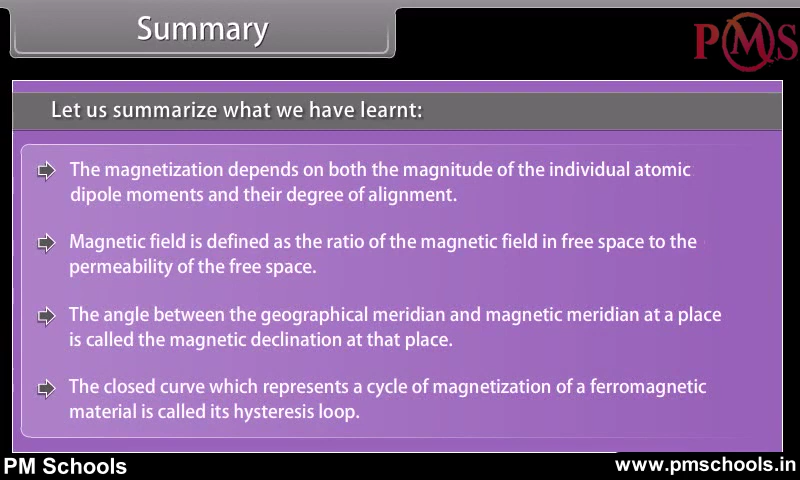 Summary
PMS
Let us summarize what we have learnt:
The magnetization depends on both the magnitude of the individual atomic
dipole moments and their degree of alignment.
Magnetic field is defined as the ratio of the magnetic field in free space to the
permeability of the free space.
The angle between the geographical meridian and magnetic meridian at a place
is called the magnetic declination at that place.
The closed curve which represents a cycle of magnetization of a ferromagnetic
material is called its hysteresis loop.
PM Schools
www.pmschools.in